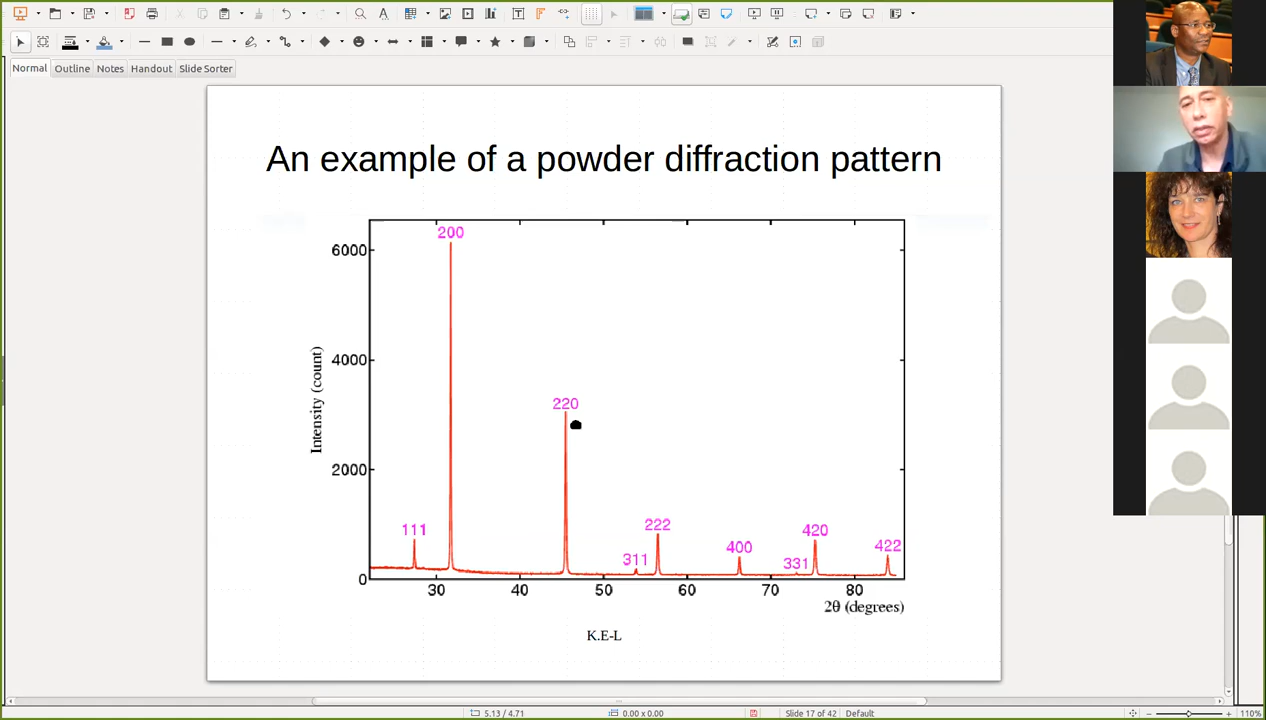 Normal Outline Notes Handout Slide Sorter
An example of a powder diffraction pattern
200
6000
4000
220
Intensity (count)
2000
111
311
222
400
331
420
422
0
30 40 50 60 70 80
2θ (degrees)
K.E-L
5.13 / 4.71 0.00 x 0.00 Slide 17 of 42 Default 110%